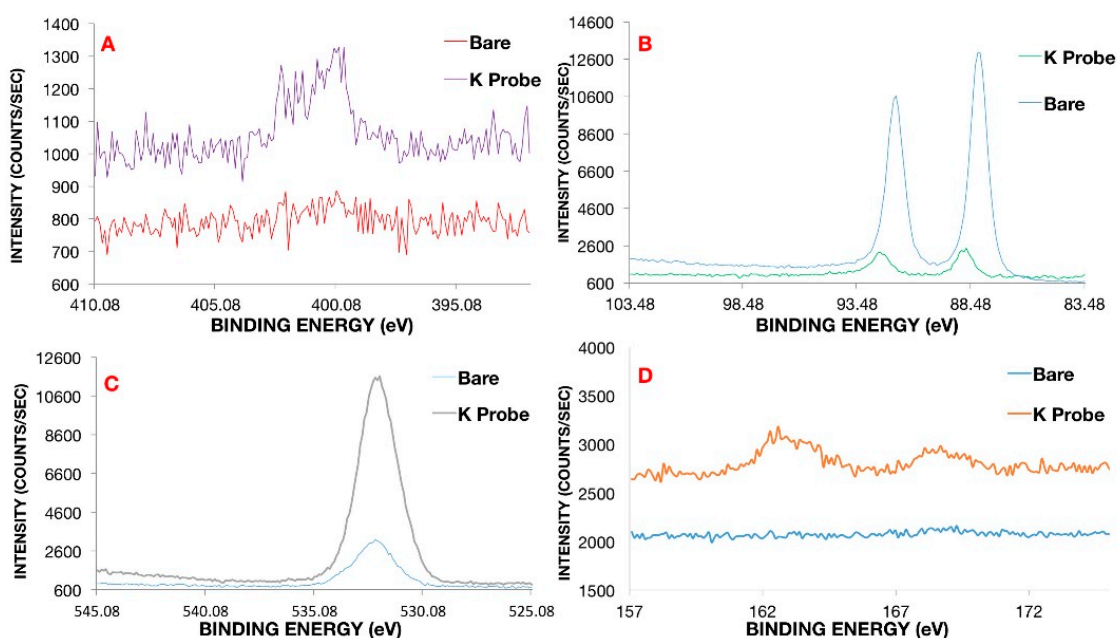 A
INTENSITY (COUNTS/SEC)
1400
1300
1200
1100
1000
900
800
700
600
Bare
K Probe
410.08 405.08 400.08 395.08
BINDING ENERGY (eV)
B
INTENSITY (COUNTS/SEC)
14600
12600
10600
8600
6600
4600
2600
600
K Probe
Bare
103.48 98.48 93.48 88.48 83.48
BINDING ENERGY (eV)
C
INTENSITY (COUNTS/SEC)
12600
10600
8600
6600
4600
2600
600
Bare
K Probe
545.08 540.08 535.08 530.08 525.08
BINDING ENERGY (eV)
D
INTENSITY (COUNTS/SEC)
4000
3500
3000
2500
2000
1500
Bare
K Probe
157 162 167 172
BINDING ENERGY (eV)